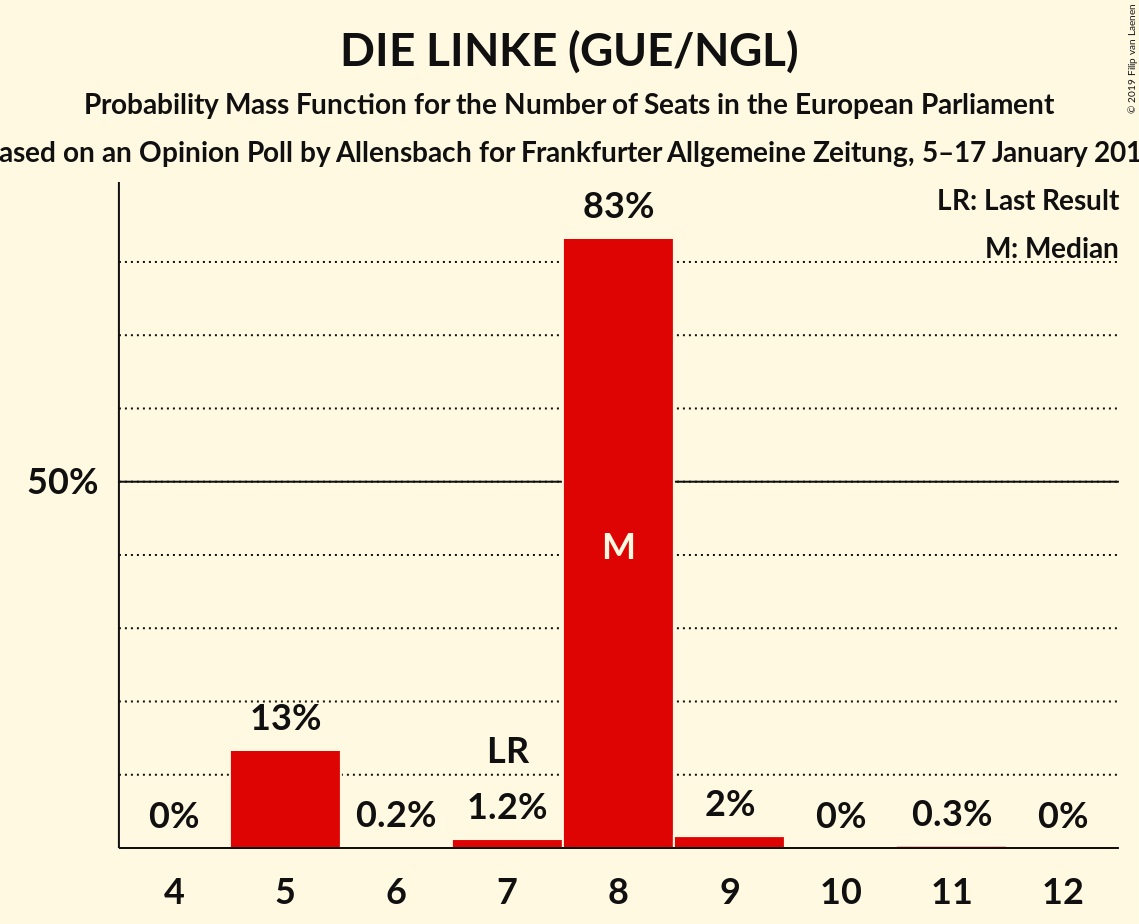 DIE LINKE (GUE/NGL)
Probability Mass Function for the Number of Seats in the European Parliament
ased on an Opinion Poll by Allensbach for Frankfurter Allgemeine Zeitung, 5–17 January 201
© 2019 Filip van Laenen
LR: Last Result
M: Median
83%
50%
M
13%
LR
0%
0.2%
1.2%
2%
0%
0.3%
0%
4 5 6 7 8 9 10 11 12